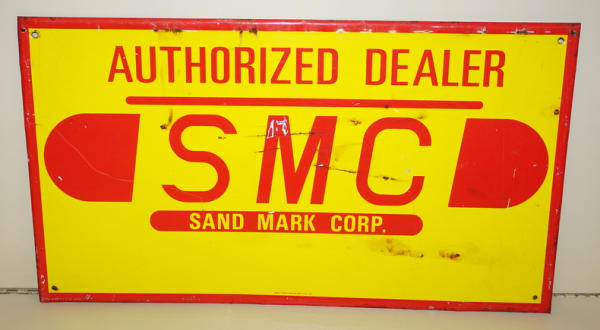 AUTHORIZED DEALER
SMC
SAND MARK CORP.